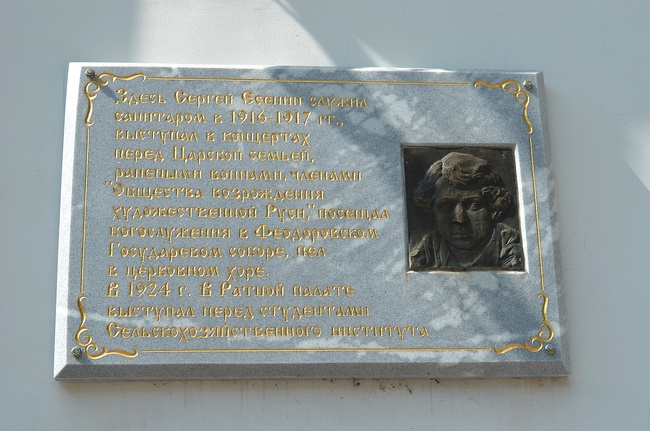 Здесь Сергей Есенин служил
санитаром в 1916-1917 гг.,
выступал в концертах
перед Царской семьей,
ранеными воинами, членами
"Общества возрождения
художественной Руси," посещал
богослужения в Феодоровском
Государевом соборе, пел
в церковном хоре.
В 1924 г. в Ратной палате
выступал перед студентами
Сельскохозяйственного института